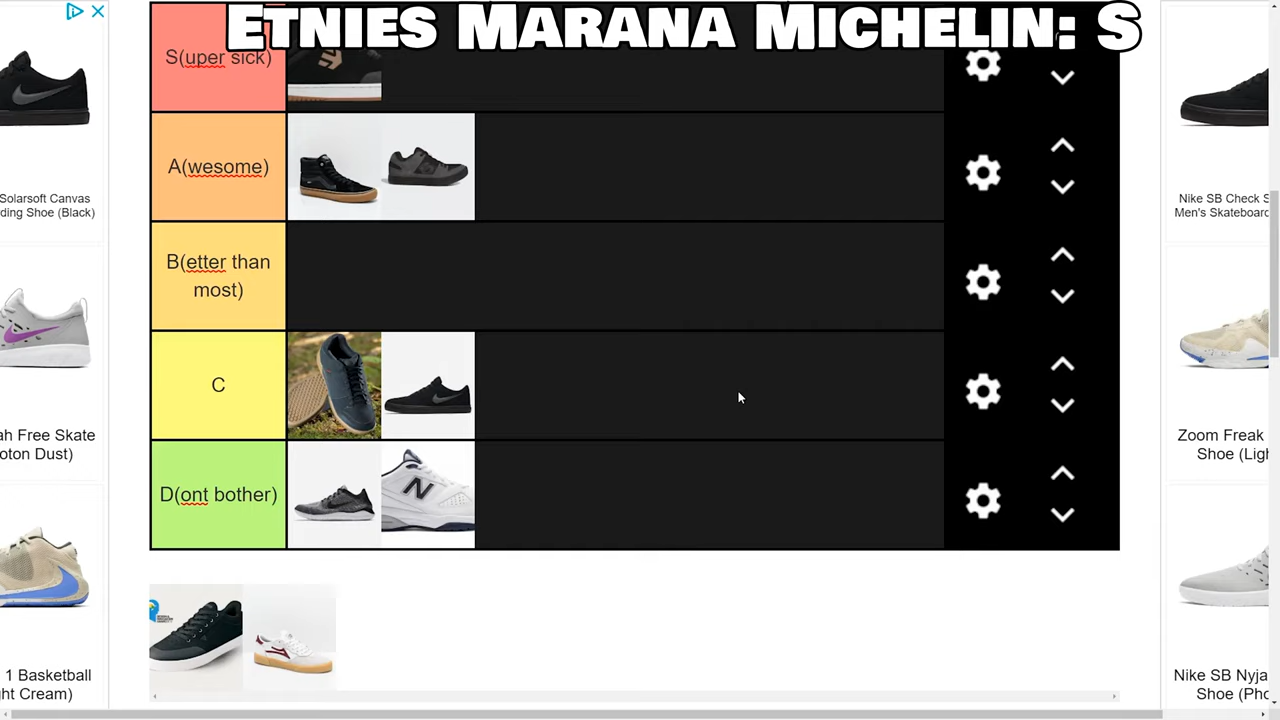 ETNIES MARANA MICHELIN: S
S(uper sick)
A(wesome)
B(etter than
most)
C
D(ont bother)
N
Solarsoft Canvas
ding Shoe (Black)
ah Free Skate
oton Dust)
1 Basketball
ght Cream)
Nike SB Check S
Men's Skateboard
Zoom Freak
Shoe (Ligh
Nike SB Nyja
Shoe (Pho